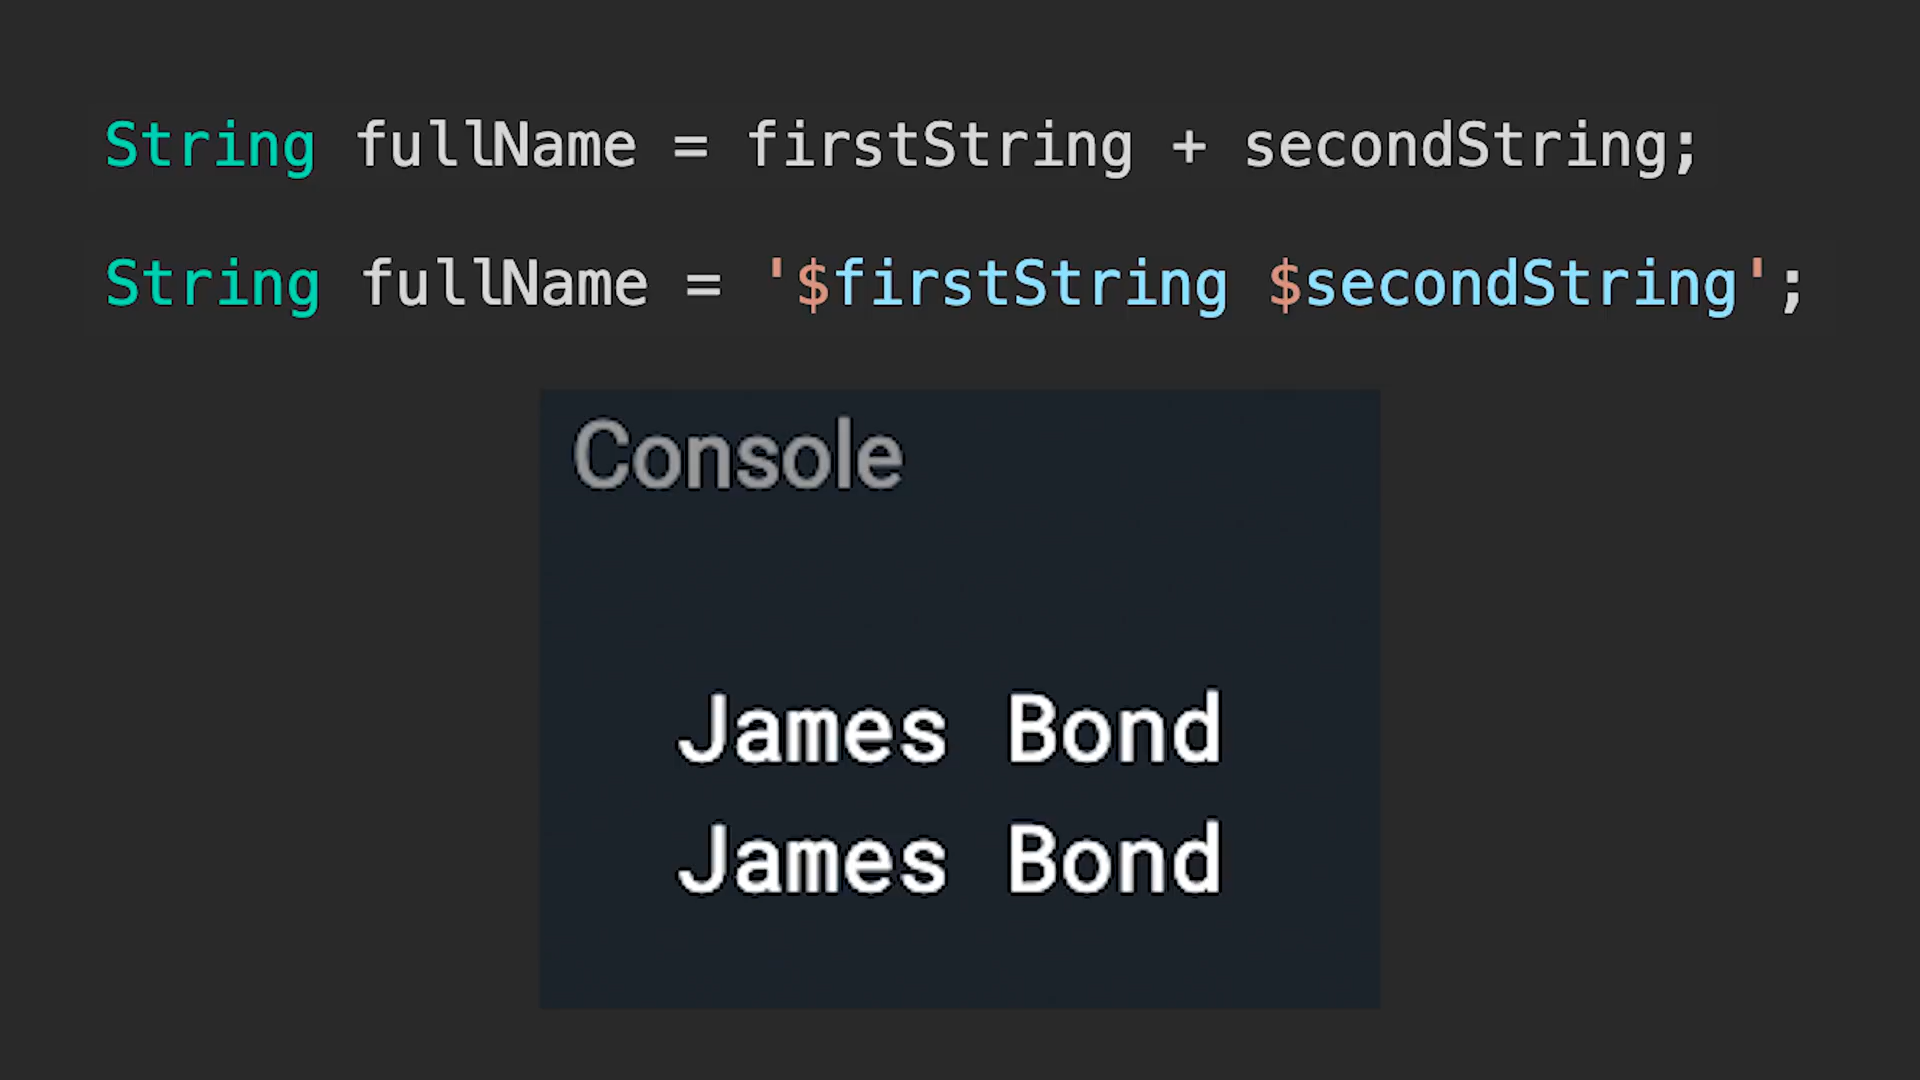 String fullName = firstString + secondString;
String fullName = '$firstString $secondString';
Console
James Bond
James Bond